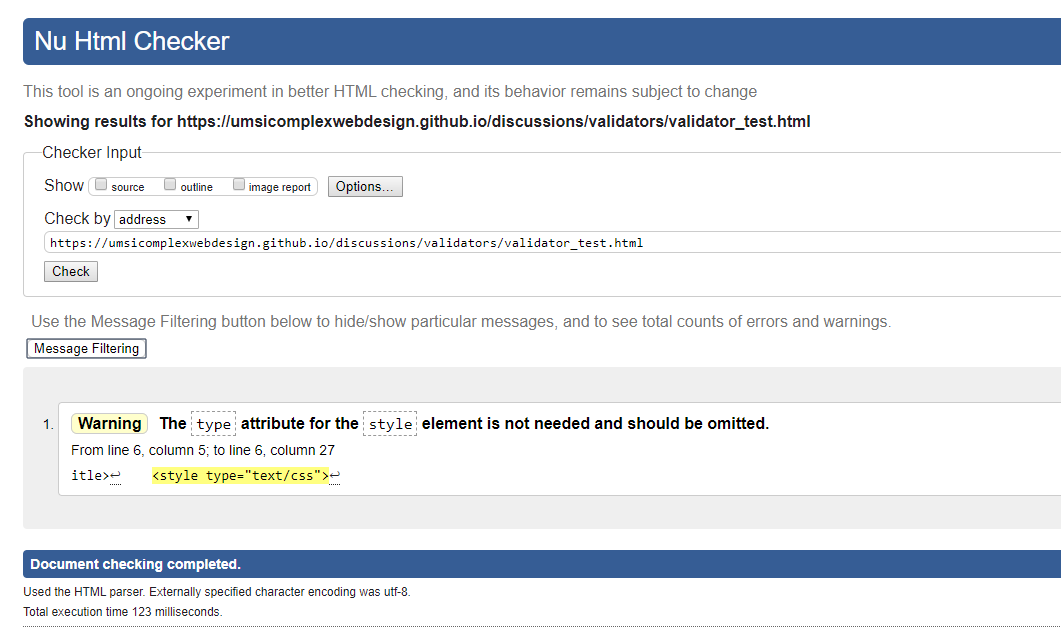 Nu Html Checker
This tool is an ongoing experiment in better HTML checking, and its behavior remains subject to change
Showing results for https://umsicomplexwebdesign.github.io/discussions/validators/validator_test.html
Checker Input
Show source outline image report Options...
Check by address ▼
https://umsicomplexwebdesign.github.io/discussions/validators/validator_test.html
Check
Use the Message Filtering button below to hide/show particular messages, and to see total counts of errors and warnings.
Message Filtering
1. Warning The type attribute for the style element is not needed and should be omitted.
From line 6, column 5; to line 6, column 27
itle>↩ <style type="text/css">↩
Document checking completed.
Used the HTML parser. Externally specified character encoding was utf-8.
Total execution time 123 milliseconds.